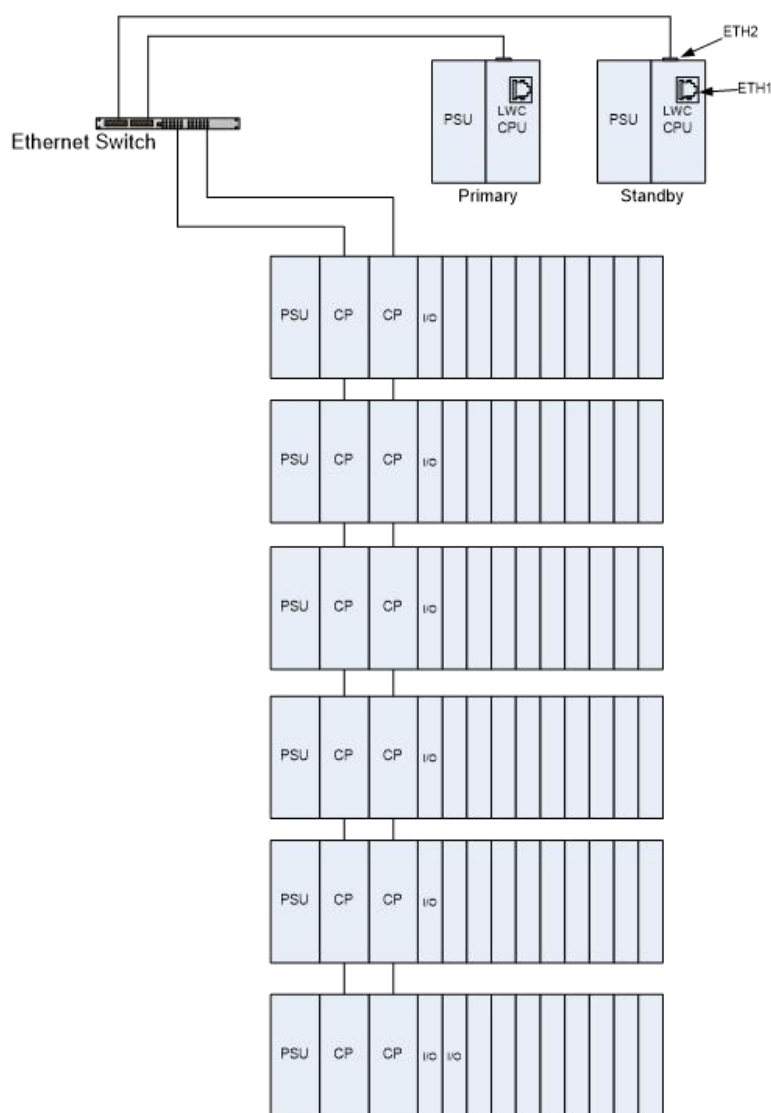 ETH2
ETH1
PSU
LWC
CPU
PSU
LWC
CPU
Ethernet Switch
Primary
Standby
PSU CP CP I/O
PSU CP CP I/O
PSU CP CP I/O
PSU CP CP I/O
PSU CP CP I/O
PSU CP CP I/O I/O